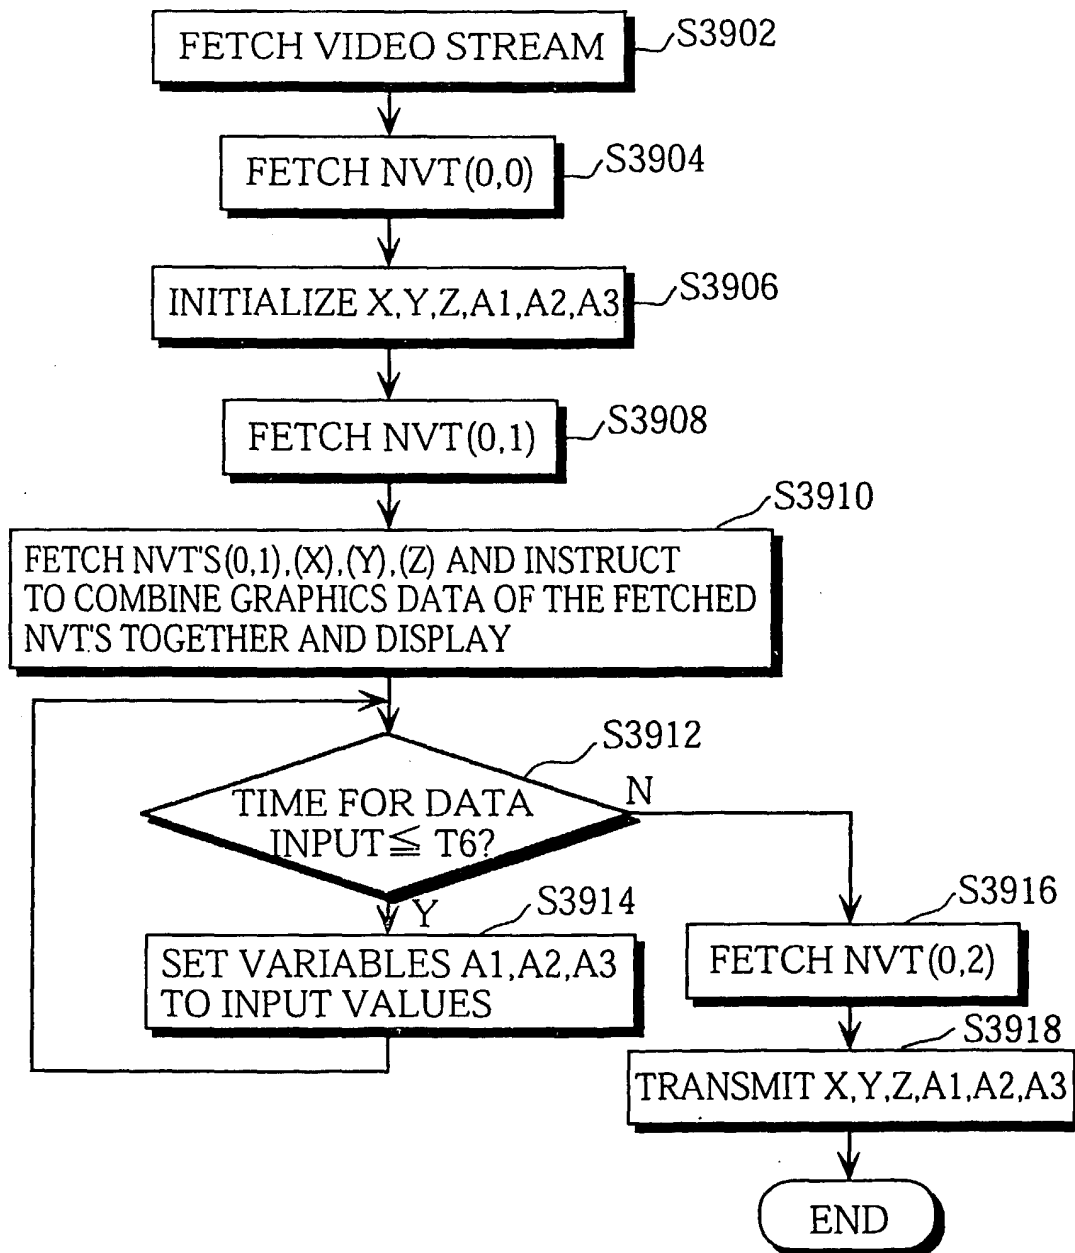 FETCH VIDEO STREAM
S3902
FETCH NVT(0,0)
S3904
INITIALIZE X,Y,Z,A1,A2,A3
S3906
FETCH NVT(0,1)
S3908
S3910
FETCH NVT'S(0,1),(X),(Y),(Z) AND INSTRUCT
TO COMBINE GRAPHICS DATA OF THE FETCHED
NVT'S TOGETHER AND DISPLAY
S3912
TIME FOR DATA
INPUT≦ T6?
N
Y
S3914
SET VARIABLES A1,A2,A3
TO INPUT VALUES
S3916
FETCH NVT(0,2)
S3918
TRANSMIT X,Y,Z,A1,A2,A3
END